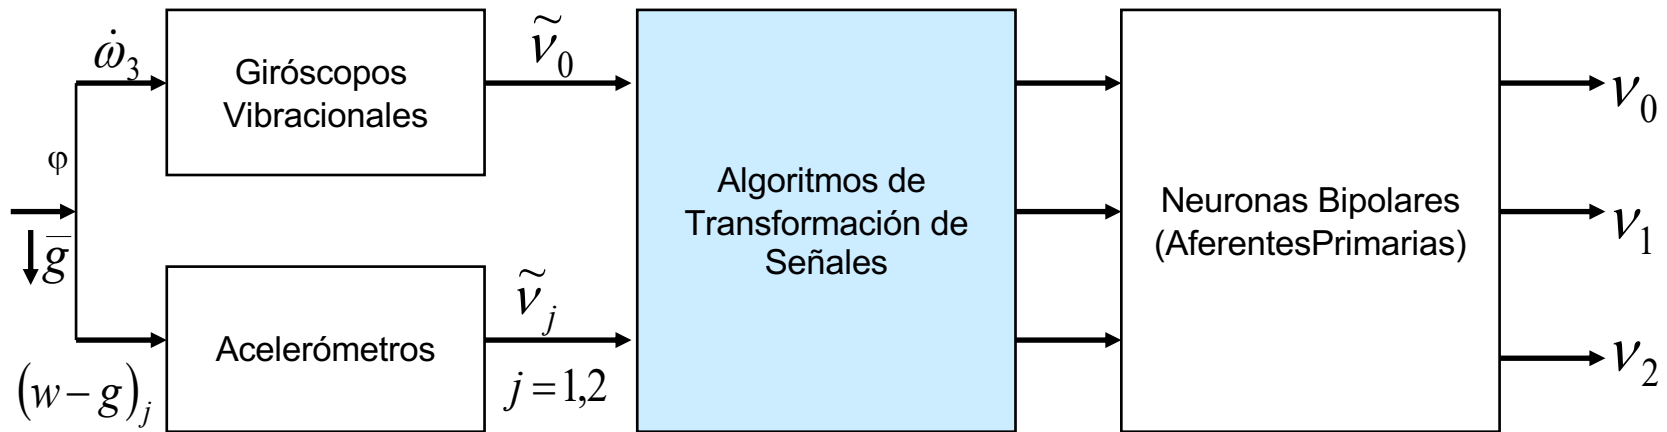 ω̇₃
Giróscopos
Vibracionales
ṽ₀
φ
g̅
(w−g)ⱼ
Acelerómetros
ṽⱼ
j=1,2
Algoritmos de
Transformación de
Señales
Neuronas Bipolares
(AferentesPrimarias)
ν₀
ν₁
ν₂